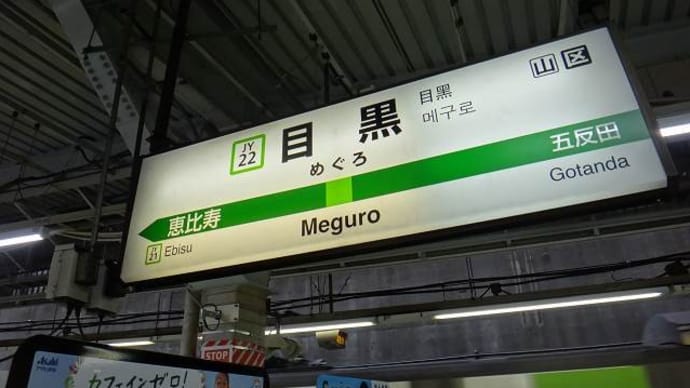 山 区
JY
22
目黒
目黑
메구로
めぐろ
五反田
Gotanda
恵比寿
JY
21
Ebisu
Meguro
STOP
Asahi
カフェインゼロ!